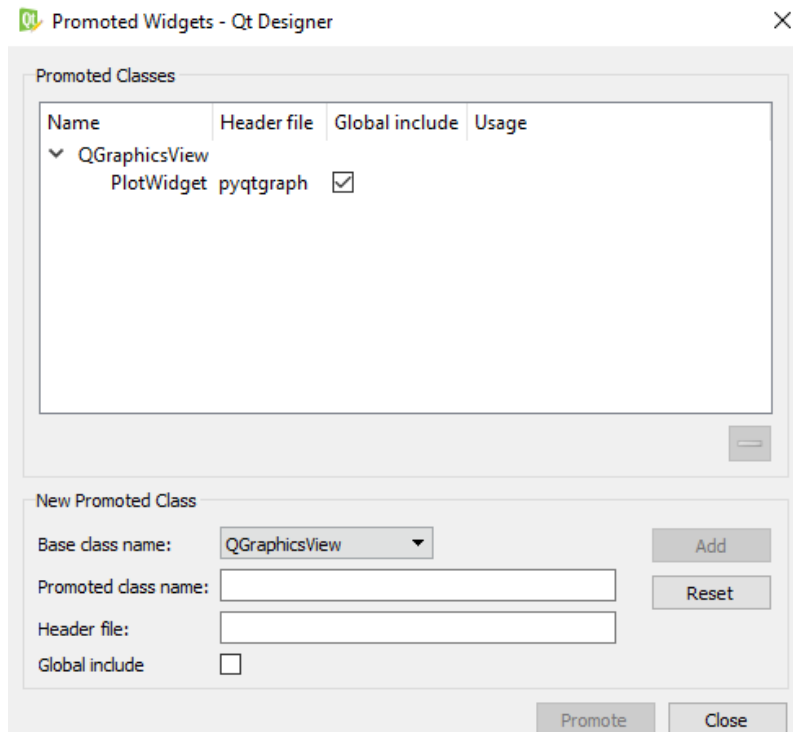 Promoted Widgets - Qt Designer
Promoted Classes
Name Header file Global include Usage
QGraphicsView
PlotWidget pyqtgraph
New Promoted Class
Base class name: QGraphicsView Add
Promoted class name: Reset
Header file:
Global include
Promote Close